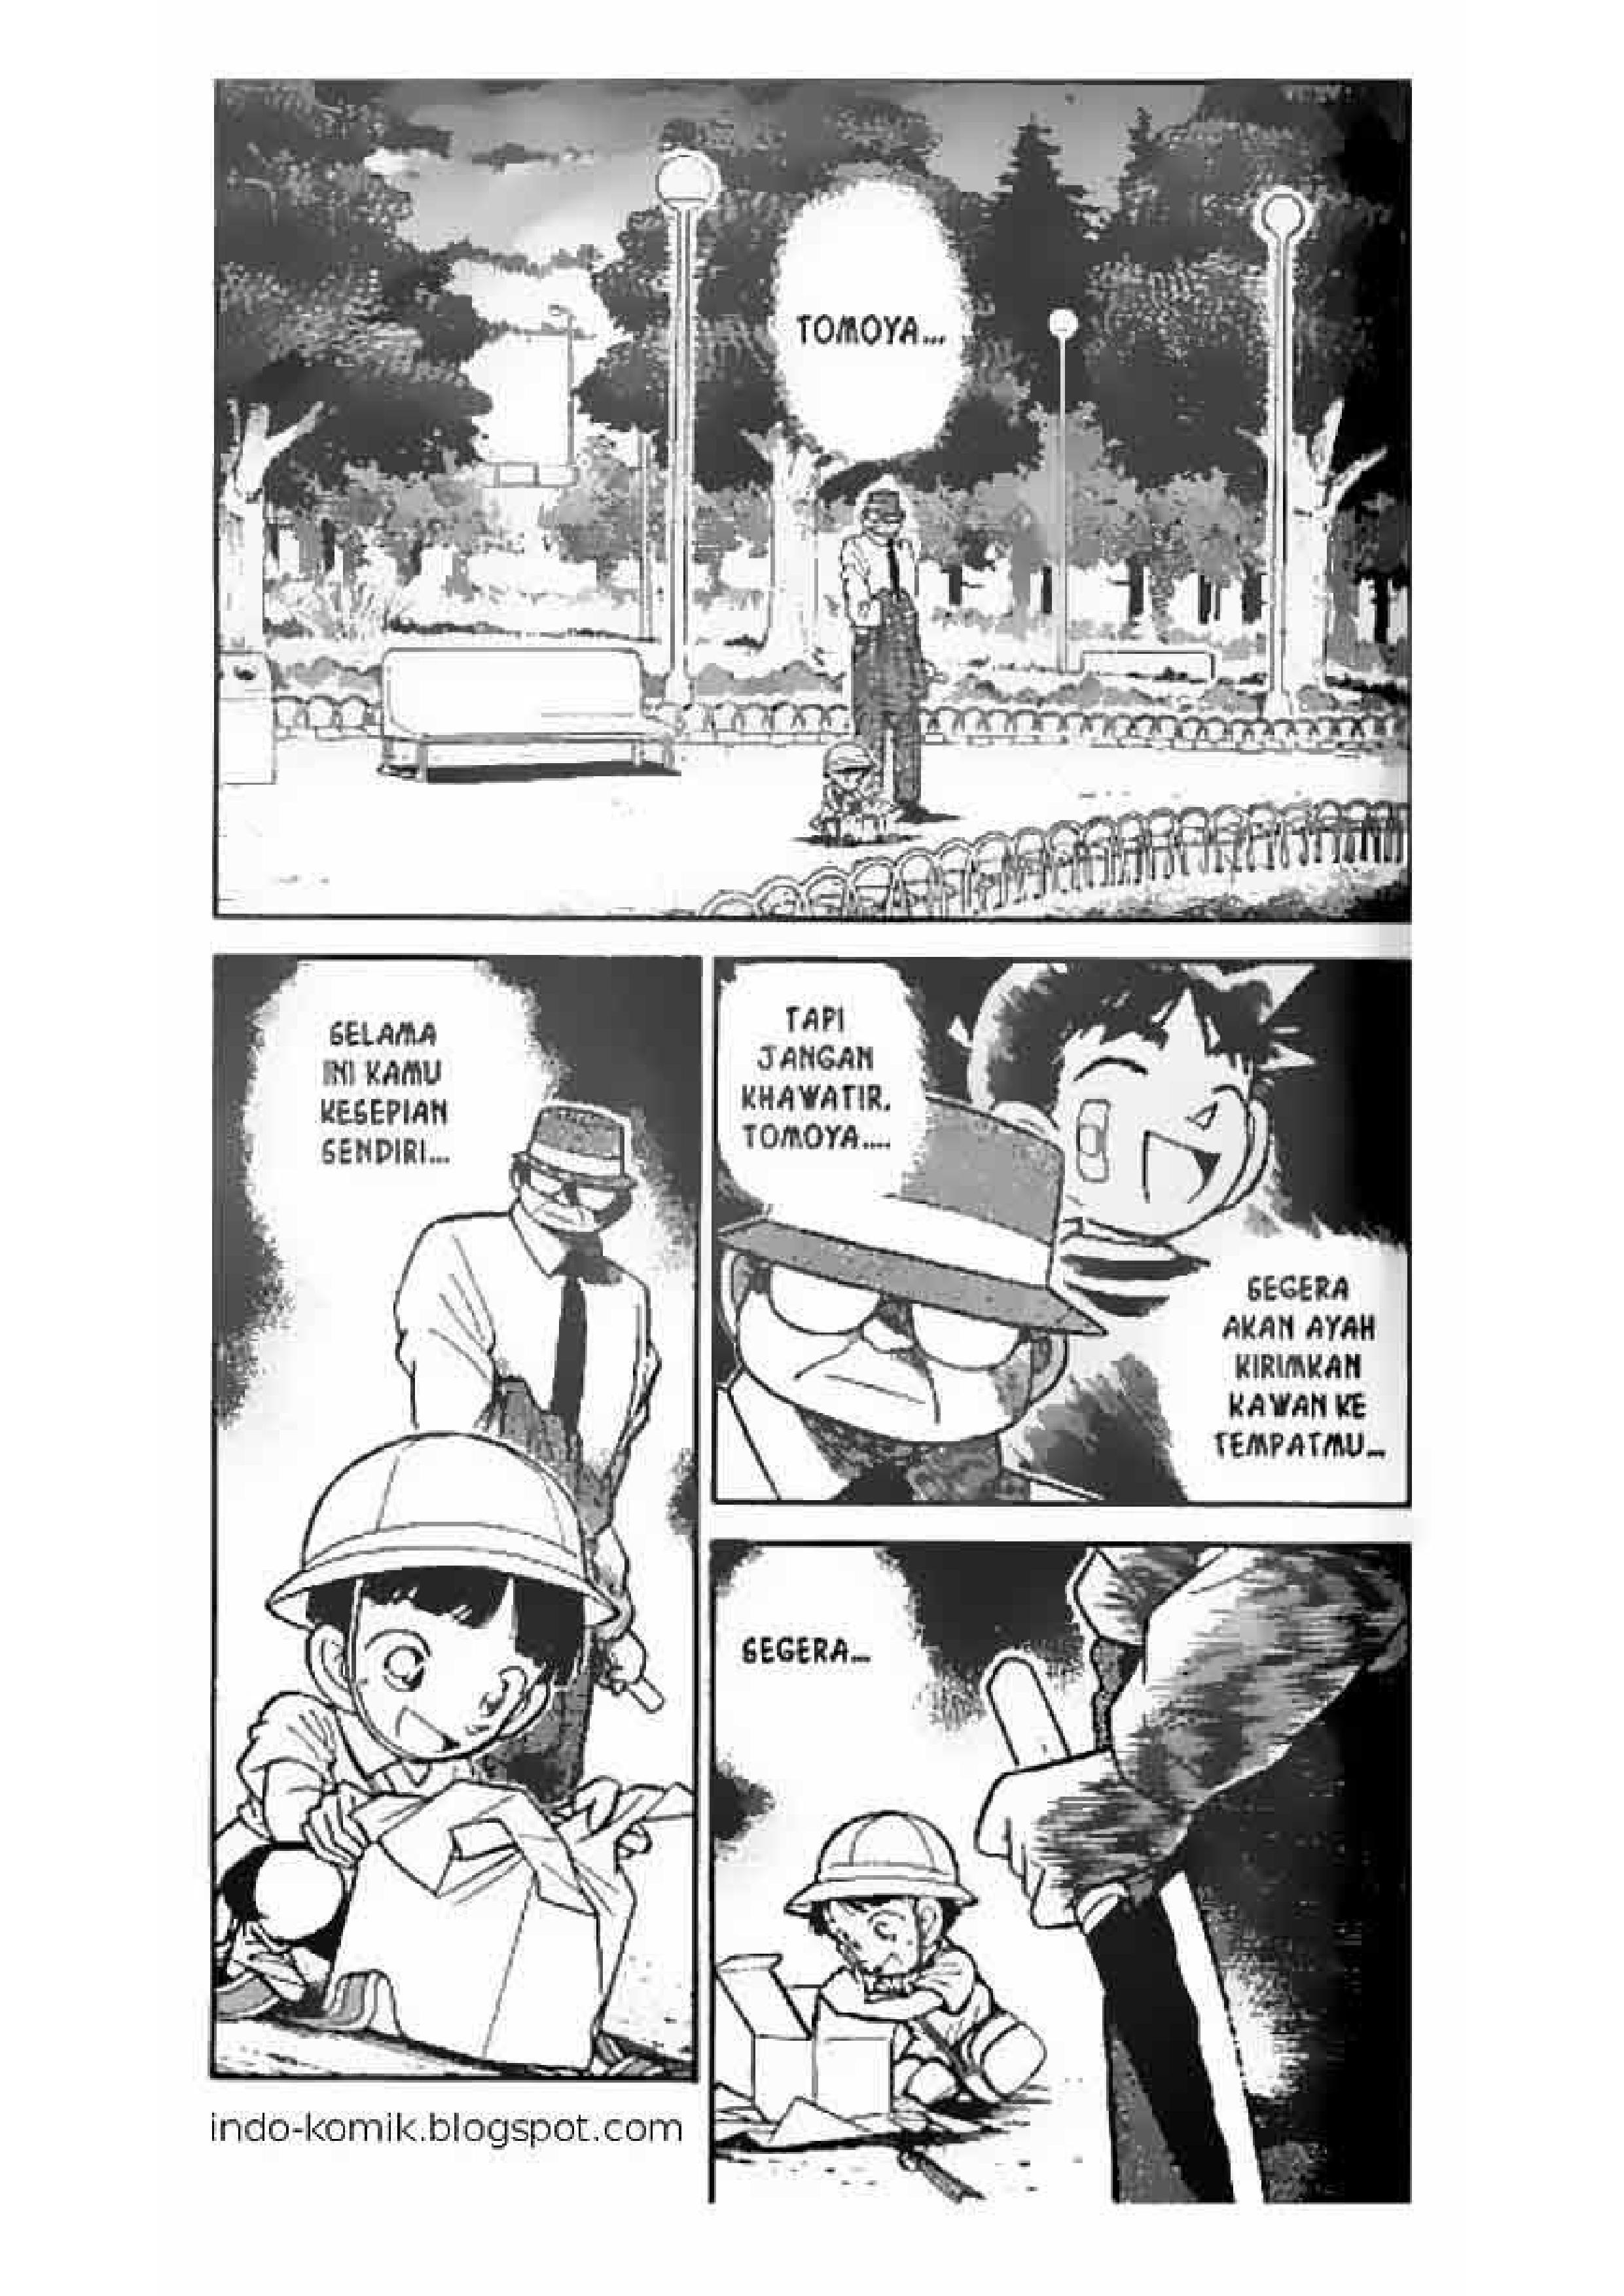 TOMOYA...
SELAMA
INI KAMU
KESEPIAN
SENDIRI...
TAPI
JANGAN
KHAWATIR,
TOMOYA....
SEGERA
AKAN AYAH
KIRIMKAN
KAWAN KE
TEMPATMU...
SEGERA...
indo-komik.blogspot.com